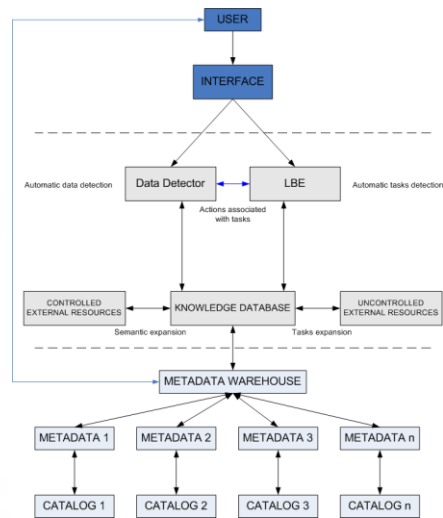 USER
INTERFACE
Automatic data detection
Data Detector
LBE
Automatic tasks detection
Actions associated
with tasks
CONTROLLED
EXTERNAL RESOURCES
KNOWLEDGE DATABASE
UNCONTROLLED
EXTERNAL RESOURCES
Semantic expansion
Tasks expansion
METADATA WAREHOUSE
METADATA 1
METADATA 2
METADATA 3
METADATA n
CATALOG 1
CATALOG 2
CATALOG 3
CATALOG n